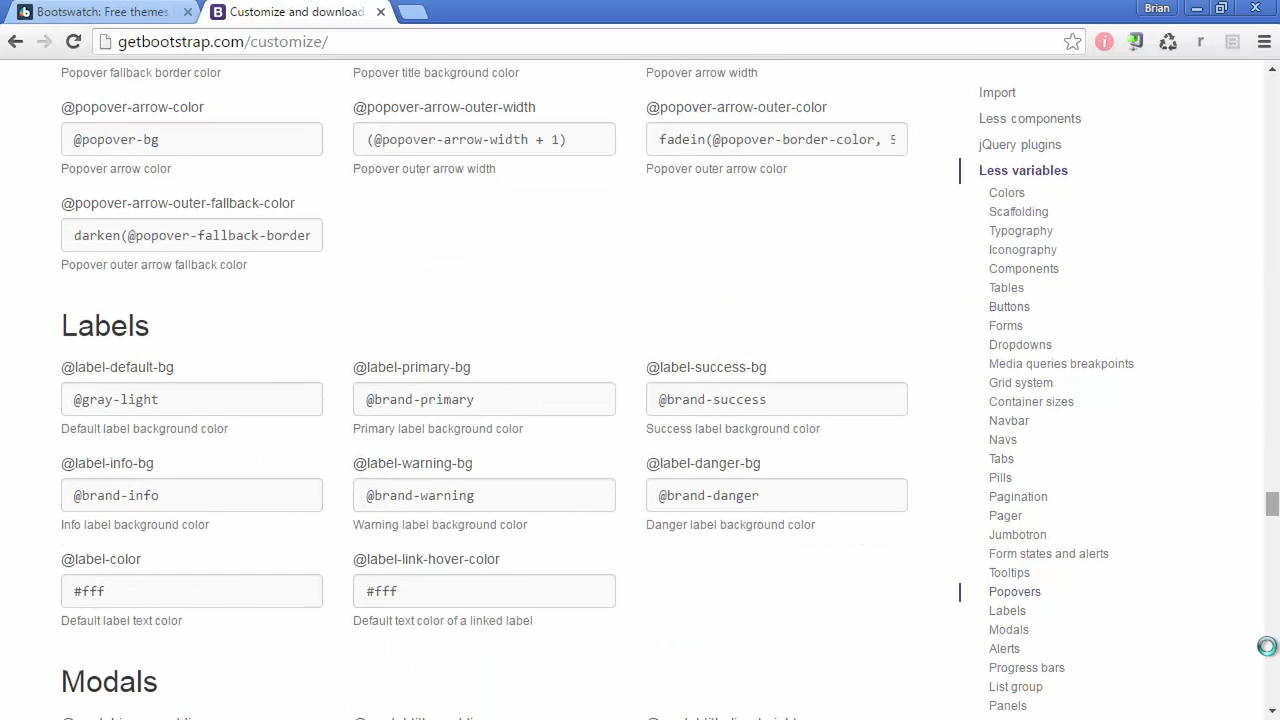 Bootswatch: Free themes
Customize and download
Brian
getbootstrap.com/customize/
Popover fallback border color
Popover title background color
Popover arrow width
@popover-arrow-color
@popover-arrow-outer-width
@popover-arrow-outer-color
@popover-bg
(@popover-arrow-width + 1)
fadein(@popover-border-color, 5
Popover arrow color
Popover outer arrow width
Popover outer arrow color
@popover-arrow-outer-fallback-color
darken(@popover-fallback-border
Popover outer arrow fallback color
Labels
@label-default-bg
@label-primary-bg
@label-success-bg
@gray-light
@brand-primary
@brand-success
Default label background color
Primary label background color
Success label background color
@label-info-bg
@label-warning-bg
@label-danger-bg
@brand-info
@brand-warning
@brand-danger
Info label background color
Warning label background color
Danger label background color
@label-color
@label-link-hover-color
#fff
#fff
Default label text color
Default text color of a linked label
Modals
Import
Less components
jQuery plugins
Less variables
Colors
Scaffolding
Typography
Iconography
Components
Tables
Buttons
Forms
Dropdowns
Media queries breakpoints
Grid system
Container sizes
Navbar
Navs
Tabs
Pills
Pagination
Pager
Jumbotron
Form states and alerts
Tooltips
Popovers
Labels
Modals
Alerts
Progress bars
List group
Panels